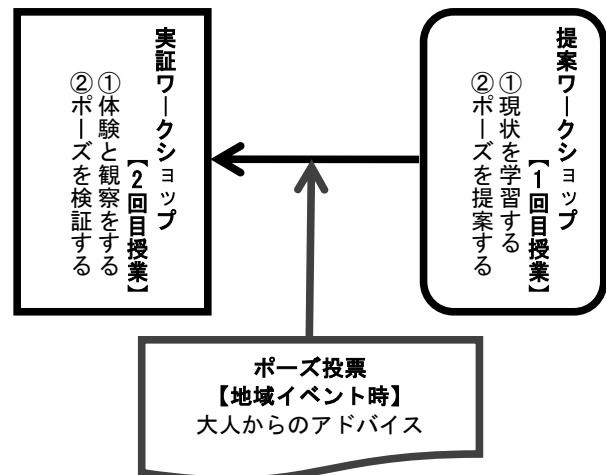 提案ワークショップ
【1回目授業】
①現状を学習する
②ポーズを提案する
実証ワークショップ
【2回目授業】
①体験と観察をする
②ポーズを検証する
ポーズ投票
【地域イベント時】
大人からのアドバイス